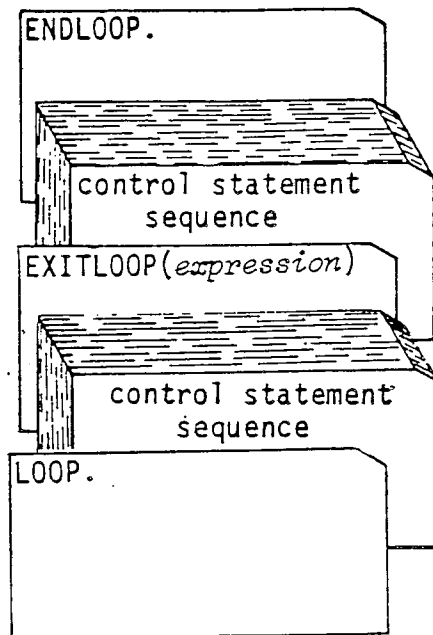 ENDLOOP.
control statement
sequence
EXITLOOP(expression)
control statement
sequence
LOOP.